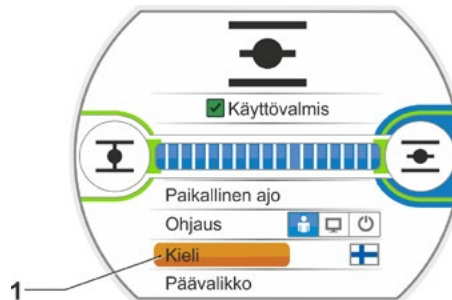 Käyttövalmis
Paikallinen ajo
Ohjaus
Kieli
Päävalikko
1